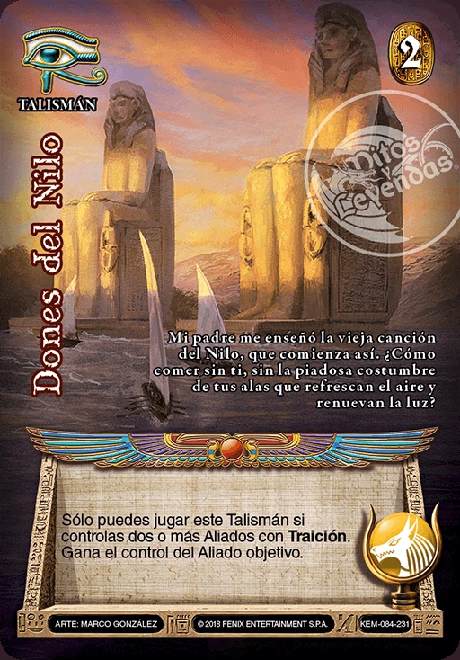 2
TALISMÁN
Dones del Nilo
Mitos
y
Leyendas
Mi padre me enseñó la vieja canción
del Nilo, que comienza así. ¿Cómo
comer sin ti, sin la piadosa costumbre
de tus alas que refrescan el aire y
renuevan la luz?
Sólo puedes jugar este Talismán si
controlas dos o más Aliados con Traición.
Gana el control del Aliado objetivo.
ARTE: MARCO GONZÁLEZ
© 2018 FENIX ENTERTAINMENT S.P.A.
KEM-084-231